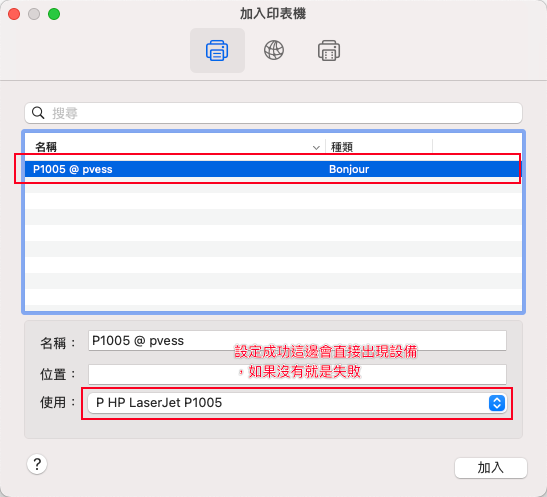 加入印表機
搜尋
名稱 種類
P1005 @ pvess Bonjour
名稱： P1005 @ pvess
設定成功這邊會直接出現設備
，如果沒有就是失敗
位置：
使用： P HP LaserJet P1005
? 加入